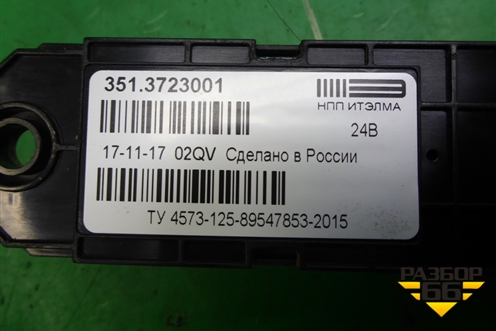 351.3723001
НПП ИТЭЛМА
24В
17-11-17 02QV Сделано в России
ТУ 4573-125-89547853-2015
РАЗБОР
66